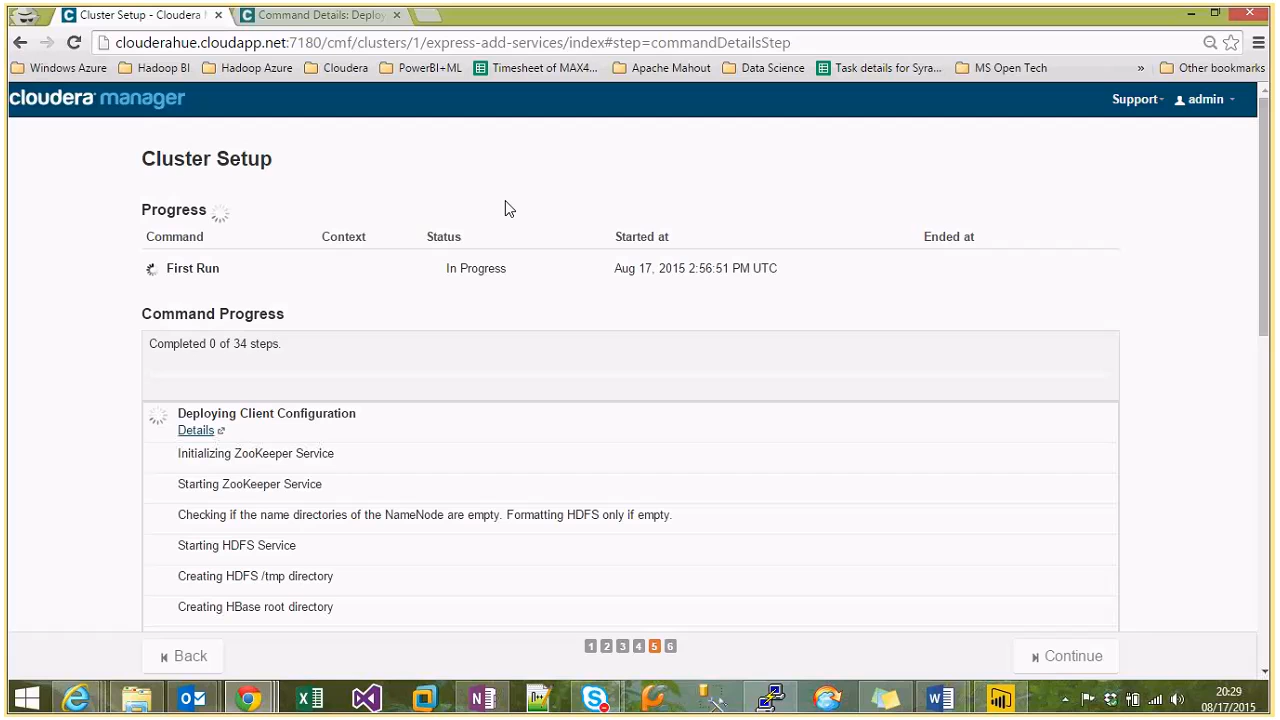 Cluster Setup - Cloudera
Command Details: Deploy
clouderahue.cloudapp.net:7180/cmf/clusters/1/express-add-services/index#step=commandDetailsStep
Windows Azure
Hadoop BI
Hadoop Azure
Cloudera
PowerBI+ML
Timesheet of MAX4...
Apache Mahout
Data Science
Task details for Syra...
MS Open Tech
»
Other bookmarks
cloudera manager
Support
admin
Cluster Setup
Progress
Command Context Status Started at Ended at
First Run In Progress Aug 17, 2015 2:56:51 PM UTC
Command Progress
Completed 0 of 34 steps.
Deploying Client Configuration
Details
Initializing ZooKeeper Service
Starting ZooKeeper Service
Checking if the name directories of the NameNode are empty. Formatting HDFS only if empty.
Starting HDFS Service
Creating HDFS /tmp directory
Creating HBase root directory
Back
1 2 3 4 5 6
Continue
20:29
08/17/2015